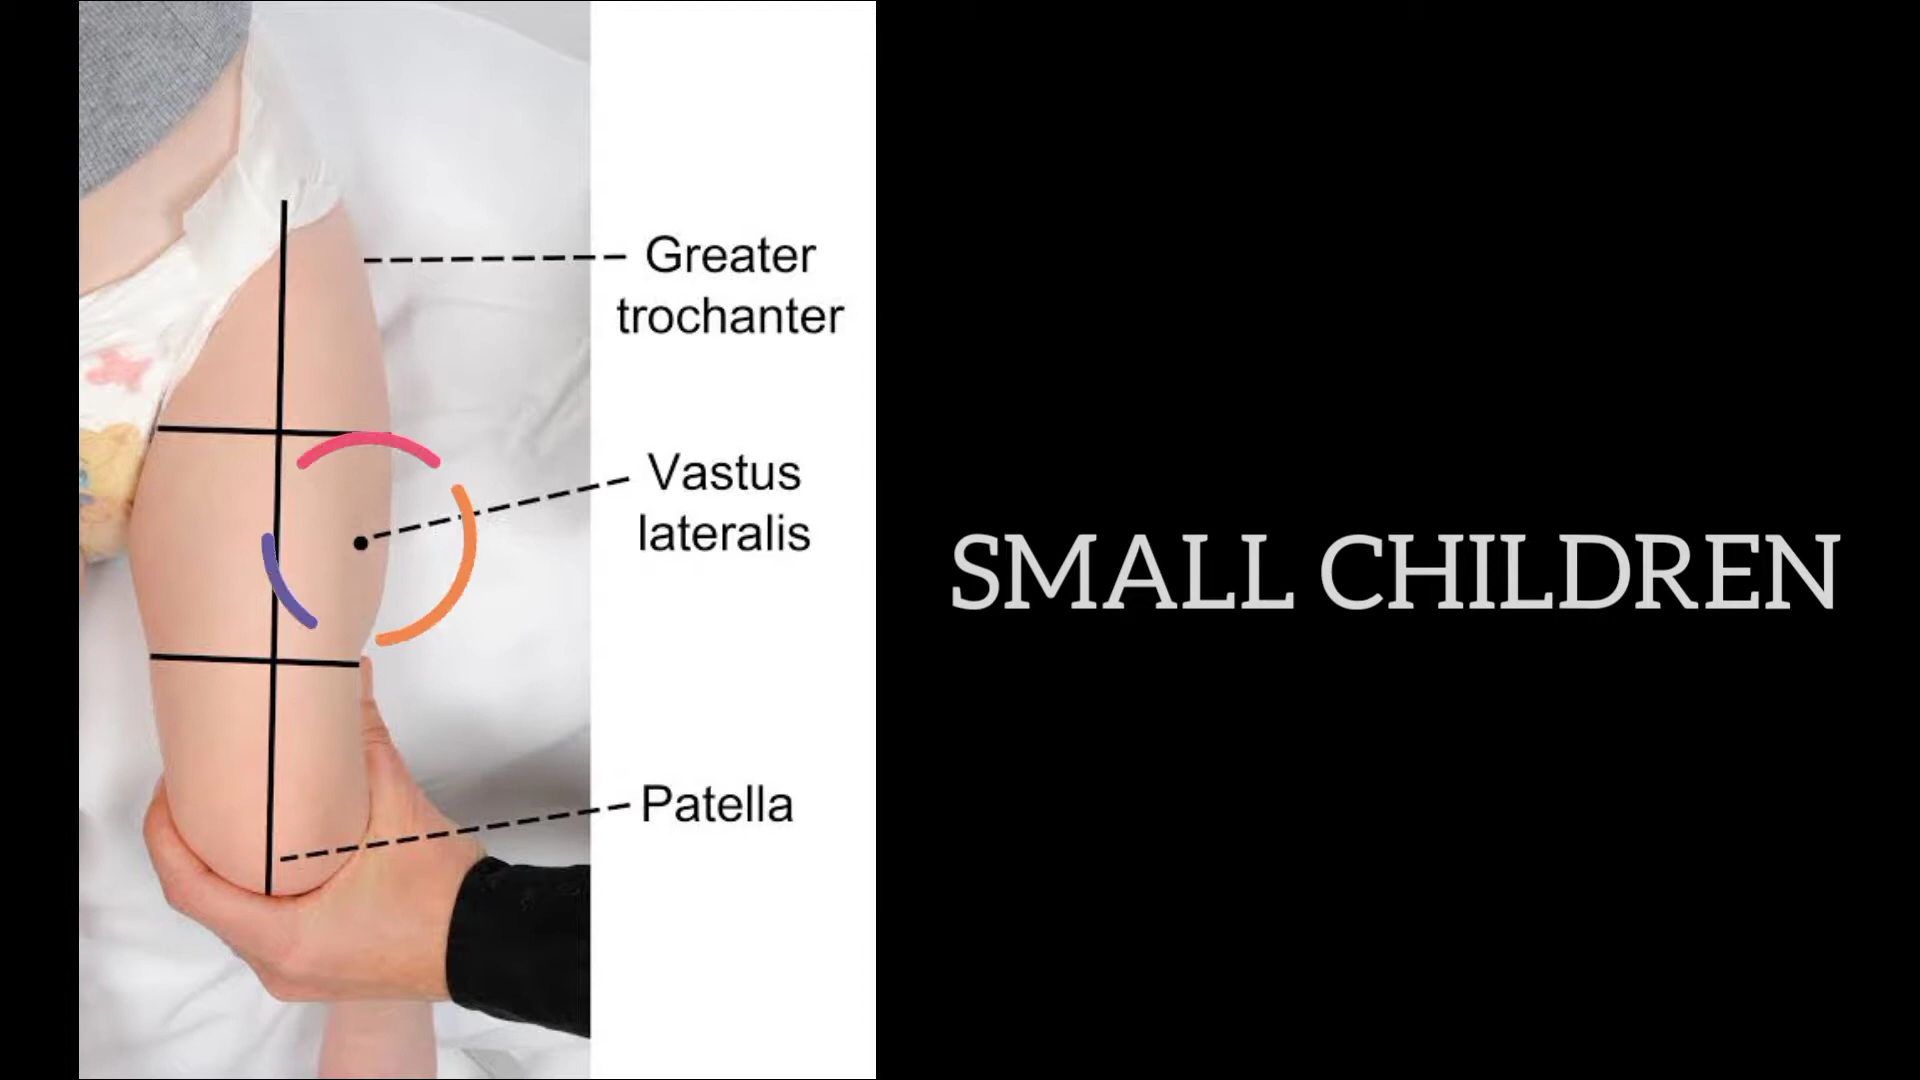 Greater
trochanter
Vastus
lateralis
Patella
SMALL CHILDREN